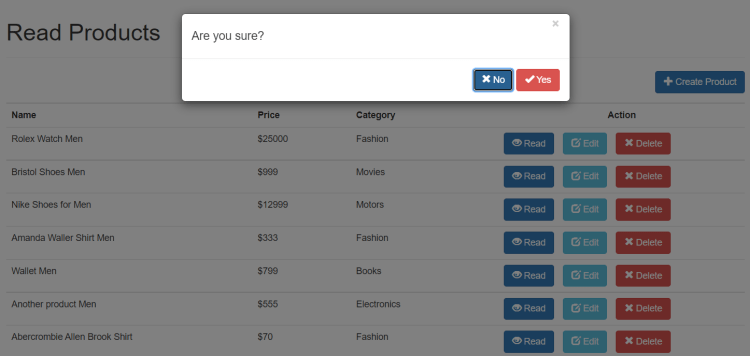 Read Products
Are you sure?
×
No Yes
Create Product
Name Price Category Action
Rolex Watch Men $25000 Fashion Read Edit Delete
Bristol Shoes Men $999 Movies Read Edit Delete
Nike Shoes for Men $12999 Motors Read Edit Delete
Amanda Waller Shirt Men $333 Fashion Read Edit Delete
Wallet Men $799 Books Read Edit Delete
Another product Men $555 Electronics Read Edit Delete
Abercrombie Allen Brook Shirt $70 Fashion Read Edit Delete